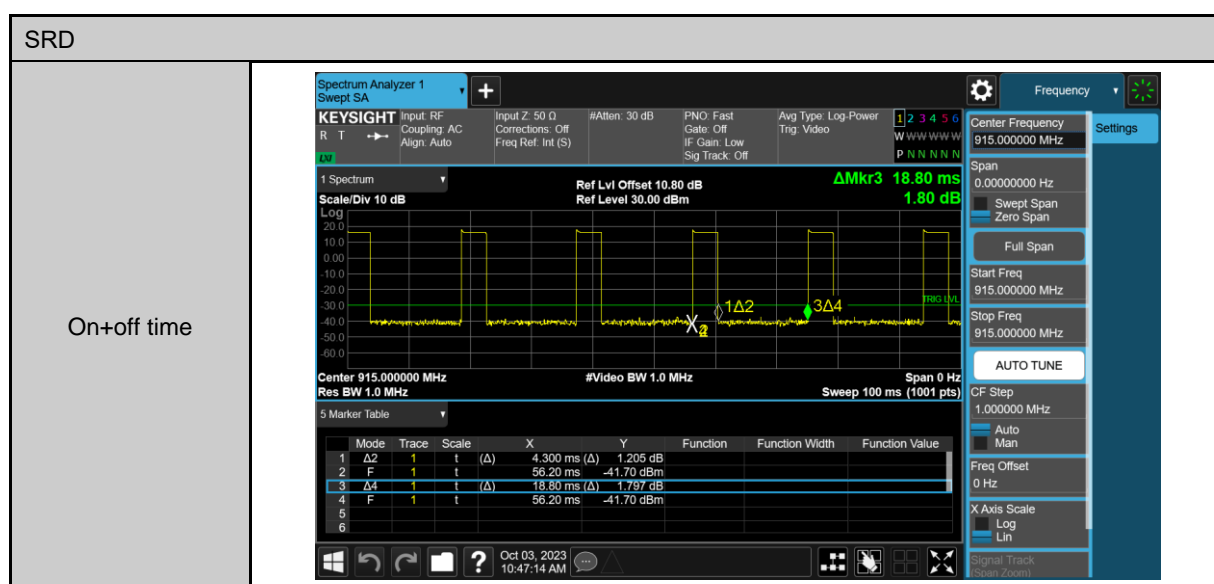 SRD
On+off time
Spectrum Analyzer 1
Swept SA
+
Frequency
KEYSIGHT
R T
LXI
Input: RF
Coupling: AC
Align: Auto
Input Z: 50 Ω
Corrections: Off
Freq Ref: Int (S)
#Atten: 30 dB
PNO: Fast
Gate: Off
IF Gain: Low
Sig Track: Off
Avg Type: Log-Power
Trig: Video
1 2 3 4 5 6
W W W W W W
P N N N N N
1 Spectrum
Scale/Div 10 dB
Ref Lvl Offset 10.80 dB
Ref Level 30.00 dBm
ΔMkr3 18.80 ms
1.80 dB
Log
20.0
10.0
0.00
-10.0
-20.0
-30.0
-40.0
-50.0
-60.0
1Δ2
3Δ4
TRIG LVL
Center 915.000000 MHz
Res BW 1.0 MHz
#Video BW 1.0 MHz
Span 0 Hz
Sweep 100 ms (1001 pts)
5 Marker Table
Mode Trace Scale X Y Function Function Width Function Value
1 Δ2 1 t (Δ) 4.300 ms (Δ) 1.205 dB
2 F 1 t 56.20 ms -41.70 dBm
3 Δ4 1 t (Δ) 18.80 ms (Δ) 1.797 dB
4 F 1 t 56.20 ms -41.70 dBm
5
6
?
Oct 03, 2023
10:47:14 AM
Center Frequency
915.000000 MHz
Settings
Span
0.00000000 Hz
Swept Span
Zero Span
Full Span
Start Freq
915.000000 MHz
Stop Freq
915.000000 MHz
AUTO TUNE
CF Step
1.000000 MHz
Auto
Man
Freq Offset
0 Hz
X Axis Scale
Log
Lin
Signal Track
(Span Zoom)